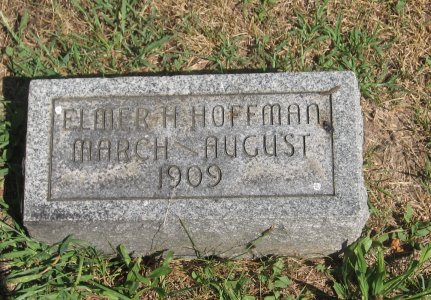 ELMER H. HOFFMAN
MARCH - AUGUST
1909